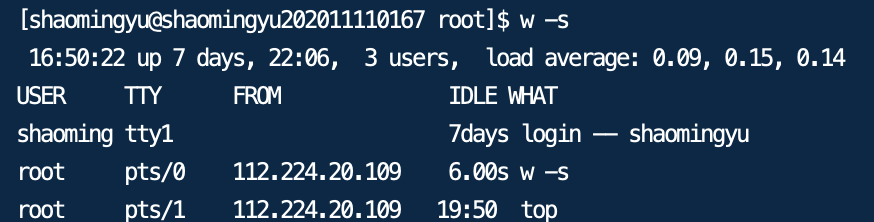 [shaomingyu@shaomingyu202011110167 root]$ w -s
 16:50:22 up 7 days, 22:06,  3 users,  load average: 0.09, 0.15, 0.14
USER     TTY      FROM              IDLE WHAT
shaoming tty1                       7days login -- shaomingyu
root     pts/0    112.224.20.109    6.00s w -s
root     pts/1    112.224.20.109   19:50  top